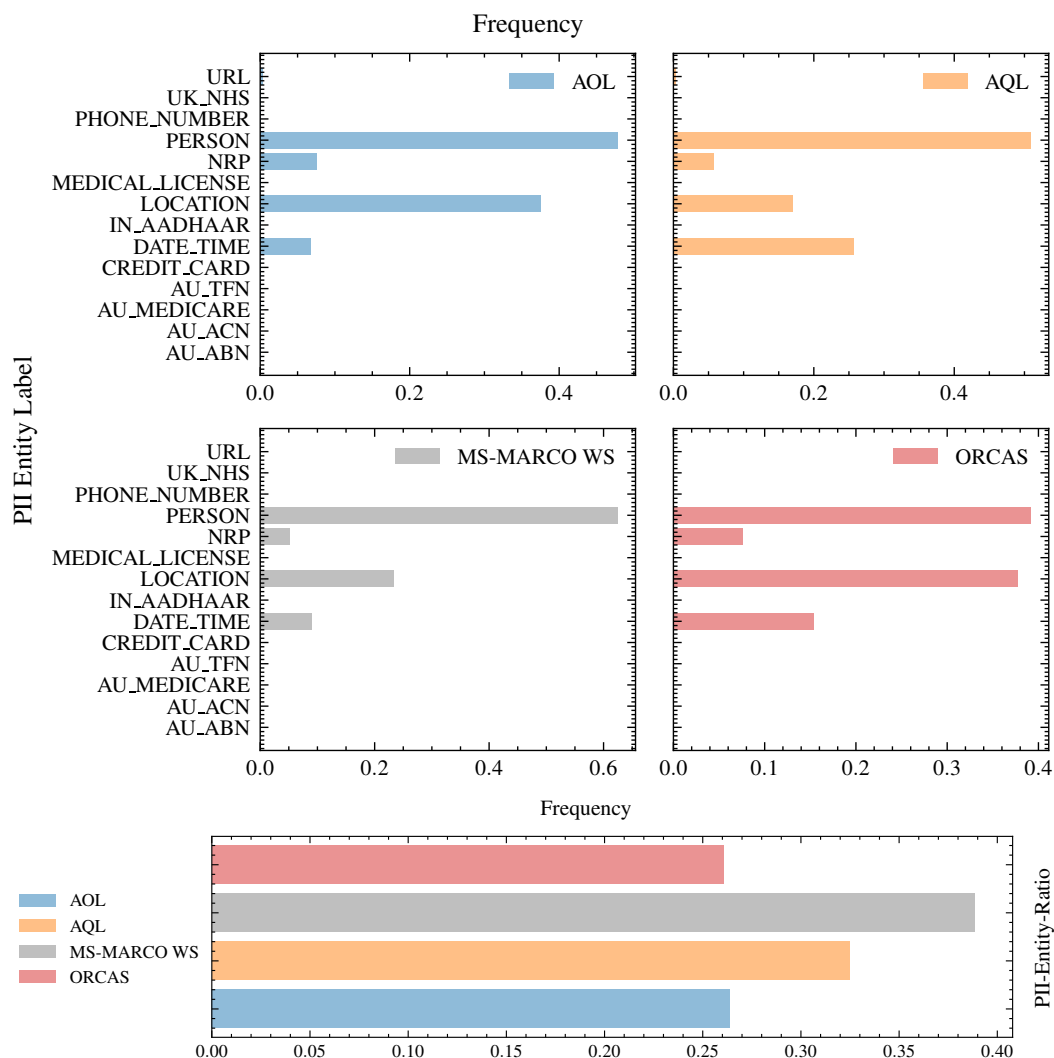 Frequency
PII Entity Label
URL
UK_NHS
PHONE_NUMBER
PERSON
NRP
MEDICAL_LICENSE
LOCATION
IN_AADHAAR
DATE_TIME
CREDIT_CARD
AU_TFN
AU_MEDICARE
AU_ACN
AU_ABN
AOL
0.0 0.2 0.4
AQL
0.0 0.2 0.4
URL
UK_NHS
PHONE_NUMBER
PERSON
NRP
MEDICAL_LICENSE
LOCATION
IN_AADHAAR
DATE_TIME
CREDIT_CARD
AU_TFN
AU_MEDICARE
AU_ACN
AU_ABN
MS-MARCO WS
0.0 0.2 0.4 0.6
ORCAS
0.0 0.1 0.2 0.3 0.4
Frequency
AOL
AQL
MS-MARCO WS
ORCAS
PII-Entity-Ratio
0.00 0.05 0.10 0.15 0.20 0.25 0.30 0.35 0.40